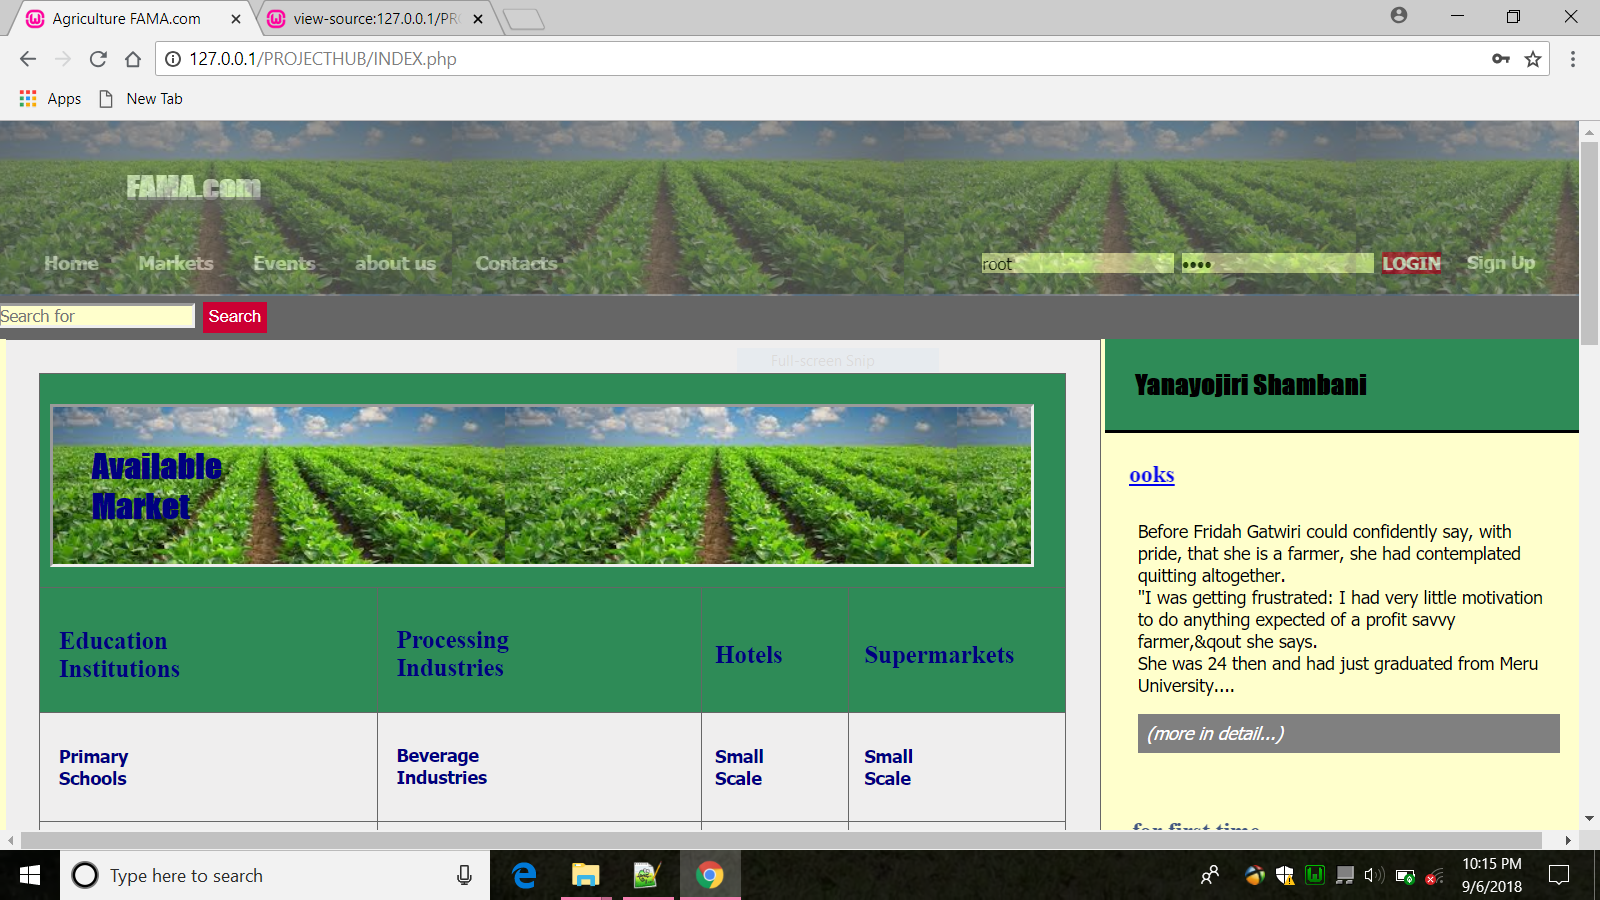 Agriculture FAMA.com
view-source:127.0.0.1/PR
127.0.0.1/PROJECTHUB/INDEX.php
Apps
New Tab
FAMA.com
Home Markets Events about us Contacts
root
••••
LOGIN
Sign Up
Search for
Search
Full-screen Snip
Available
Market
Education
Institutions
Processing
Industries
Hotels
Supermarkets
Primary
Schools
Beverage
Industries
Small
Scale
Small
Scale
Yanayojiri Shambani
ooks
Before Fridah Gatwiri could confidently say, with
pride, that she is a farmer, she had contemplated
quitting altogether.
"I was getting frustrated: I had very little motivation
to do anything expected of a profit savvy
farmer,&qout she says.
She was 24 then and had just graduated from Meru
University....
(more in detail...)
for first time
Type here to search
10:15 PM
9/6/2018